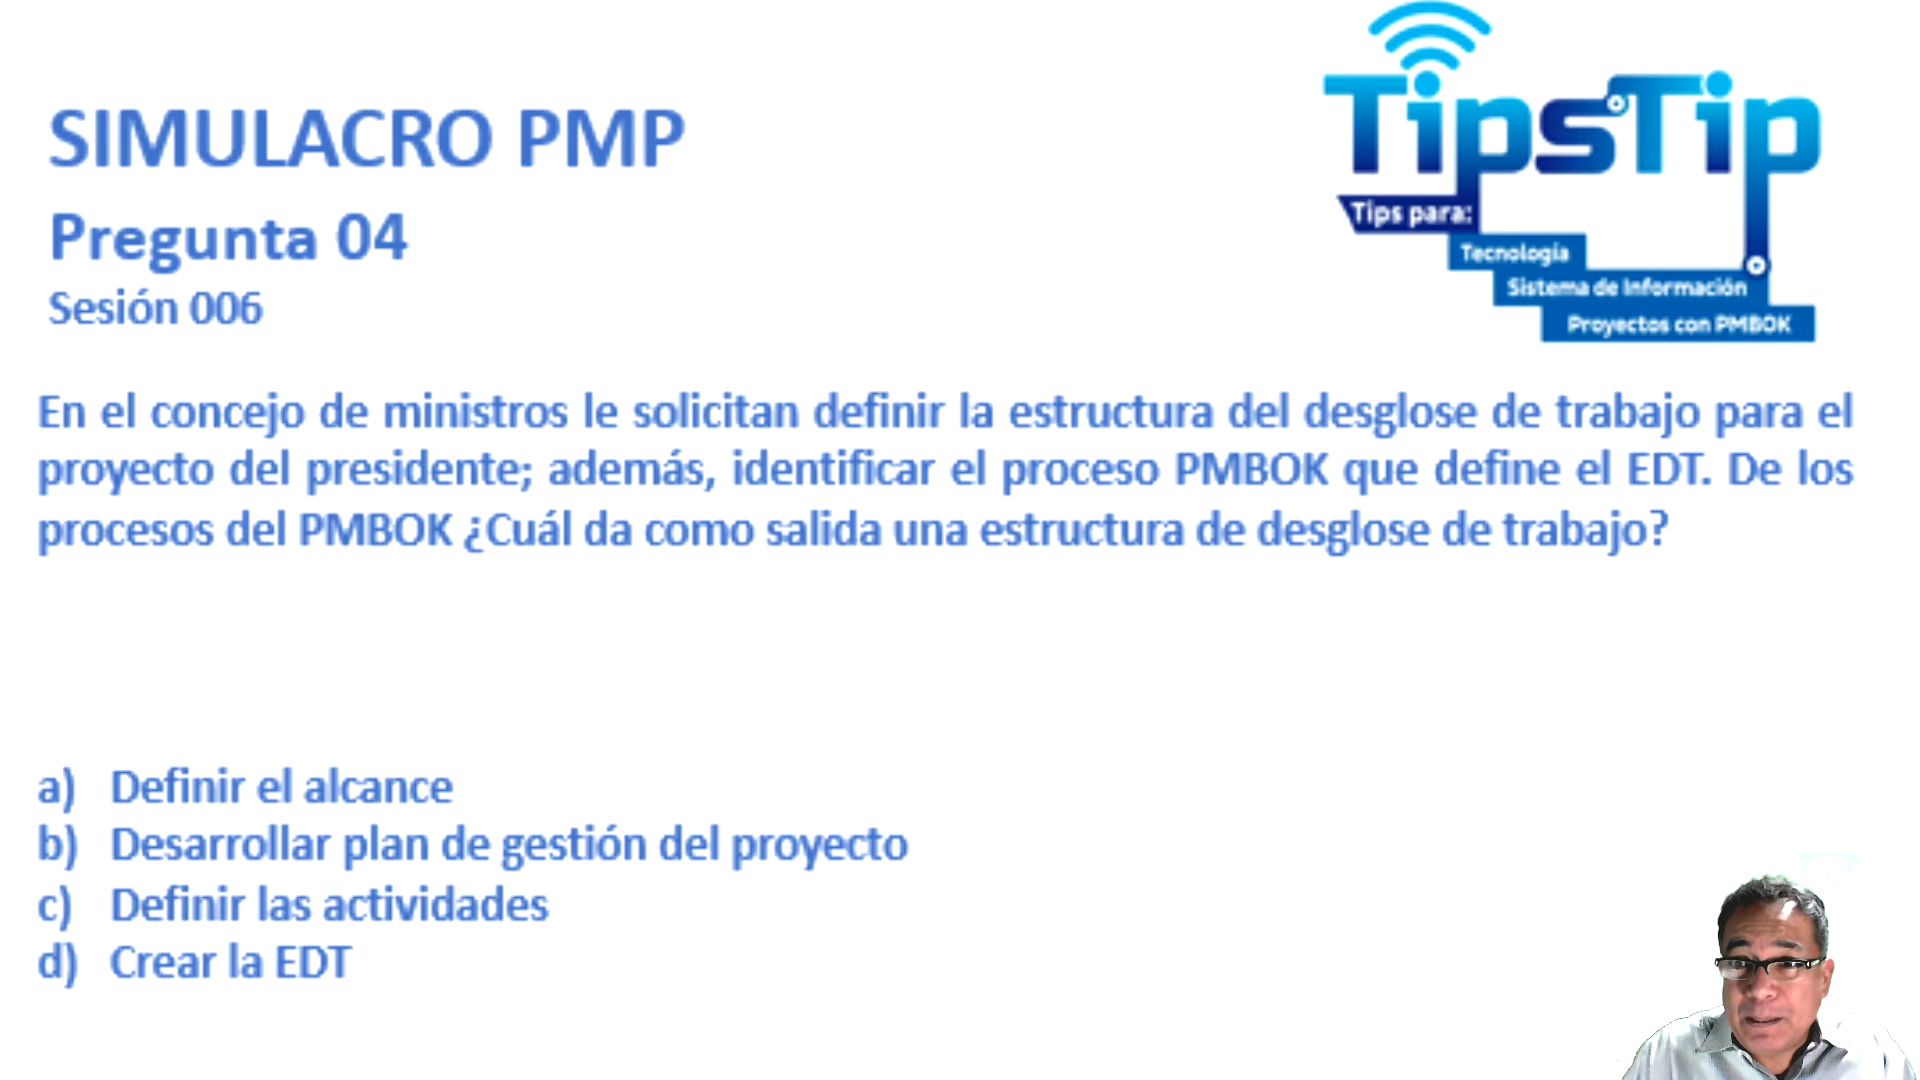 SIMULACRO PMP
Pregunta 04
Sesión 006
TipsTip
Tips para:
Tecnología
Sistema de Información
Proyectos con PMBOK
En el concejo de ministros le solicitan definir la estructura del desglose de trabajo para el
proyecto del presidente; además, identificar el proceso PMBOK que define el EDT. De los
procesos del PMBOK ¿Cuál da como salida una estructura de desglose de trabajo?
a) Definir el alcance
b) Desarrollar plan de gestión del proyecto
c) Definir las actividades
d) Crear la EDT